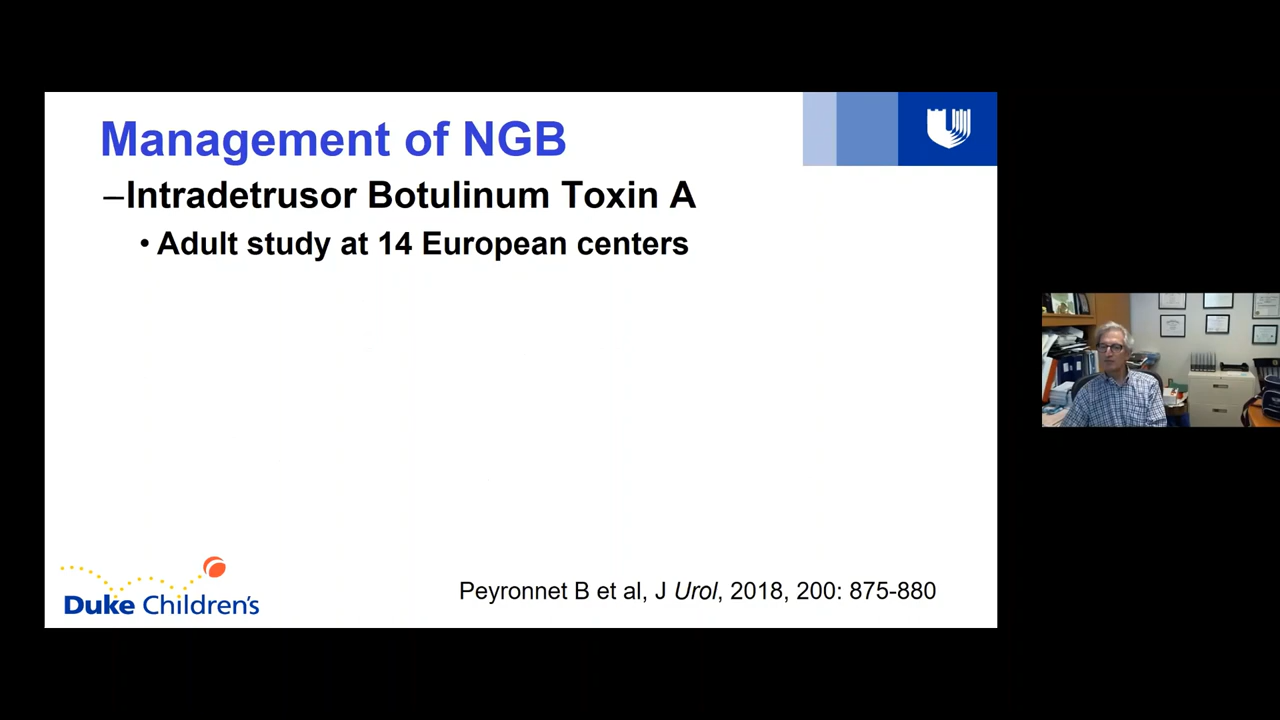 Management of NGB
–Intradetrusor Botulinum Toxin A
• Adult study at 14 European centers
Duke Children's
Peyronnet B et al, J Urol, 2018, 200: 875-880